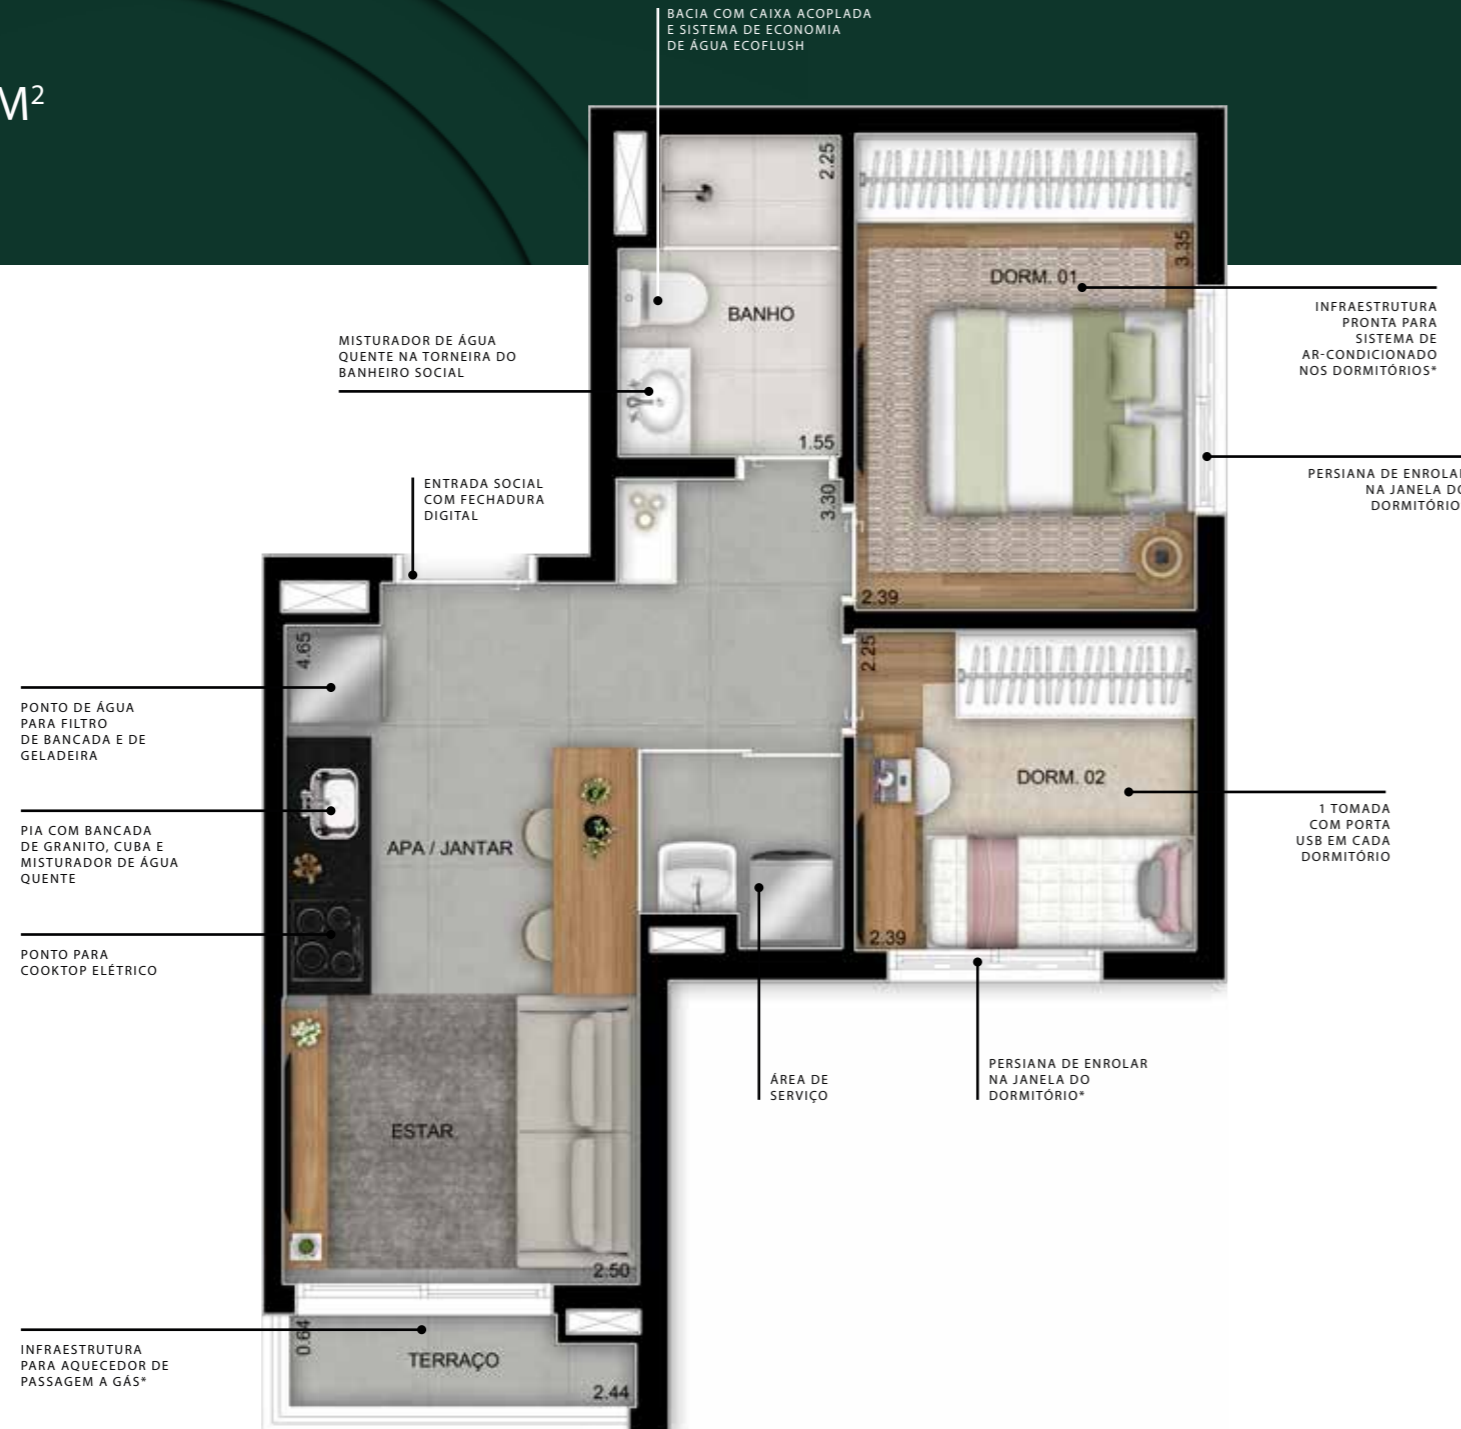 M²
BACIA COM CAIXA ACOPLADA
E SISTEMA DE ECONOMIA
DE ÁGUA ECOFLUSH
2.25
3.35
DORM. 01
BANHO
INFRAESTRUTURA
PRONTA PARA
SISTEMA DE
AR-CONDICIONADO
NOS DORMITÓRIOS*
MISTURADOR DE ÁGUA
QUENTE NA TORNEIRA DO
BANHEIRO SOCIAL
1.55
PERSIANA DE ENROLAR
NA JANELA DO
DORMITÓRIO
ENTRADA SOCIAL
COM FECHADURA
DIGITAL
3.30
2.39
4.65
2.25
PONTO DE ÁGUA
PARA FILTRO
DE BANCADA E DE
GELADEIRA
DORM. 02
1 TOMADA
COM PORTA
USB EM CADA
DORMITÓRIO
PIA COM BANCADA
DE GRANITO, CUBA E
MISTURADOR DE ÁGUA
QUENTE
APA / JANTAR
2.39
PONTO PARA
COOKTOP ELÉTRICO
ÁREA DE
SERVIÇO
PERSIANA DE ENROLAR
NA JANELA DO
DORMITÓRIO*
ESTAR
2.50
INFRAESTRUTURA
PARA AQUECEDOR DE
PASSAGEM A GÁS*
0.64
TERRAÇO
2.44